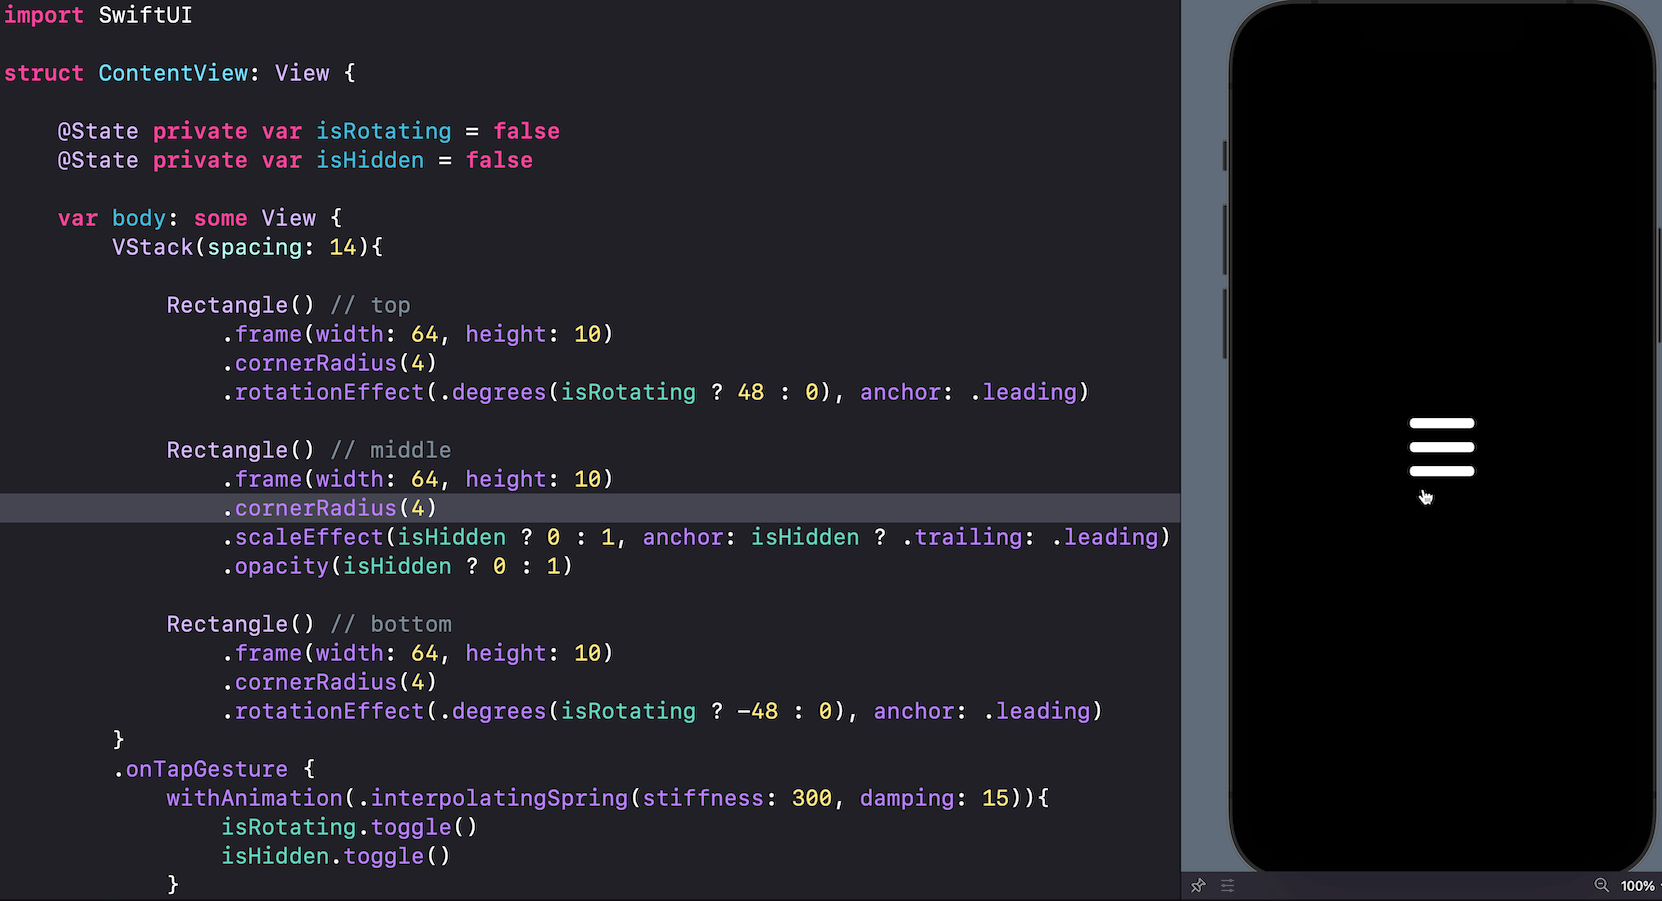 import SwiftUI
struct ContentView: View {
@State private var isRotating = false
@State private var isHidden = false
var body: some View {
VStack(spacing: 14){
Rectangle() // top
.frame(width: 64, height: 10)
.cornerRadius(4)
.rotationEffect(.degrees(isRotating ? 48 : 0), anchor: .leading)
Rectangle() // middle
.frame(width: 64, height: 10)
.cornerRadius(4)
.scaleEffect(isHidden ? 0 : 1, anchor: isHidden ? .trailing: .leading)
.opacity(isHidden ? 0 : 1)
Rectangle() // bottom
.frame(width: 64, height: 10)
.cornerRadius(4)
.rotationEffect(.degrees(isRotating ? -48 : 0), anchor: .leading)
}
.onTapGesture {
withAnimation(.interpolatingSpring(stiffness: 300, damping: 15)){
isRotating.toggle()
isHidden.toggle()
}
100%